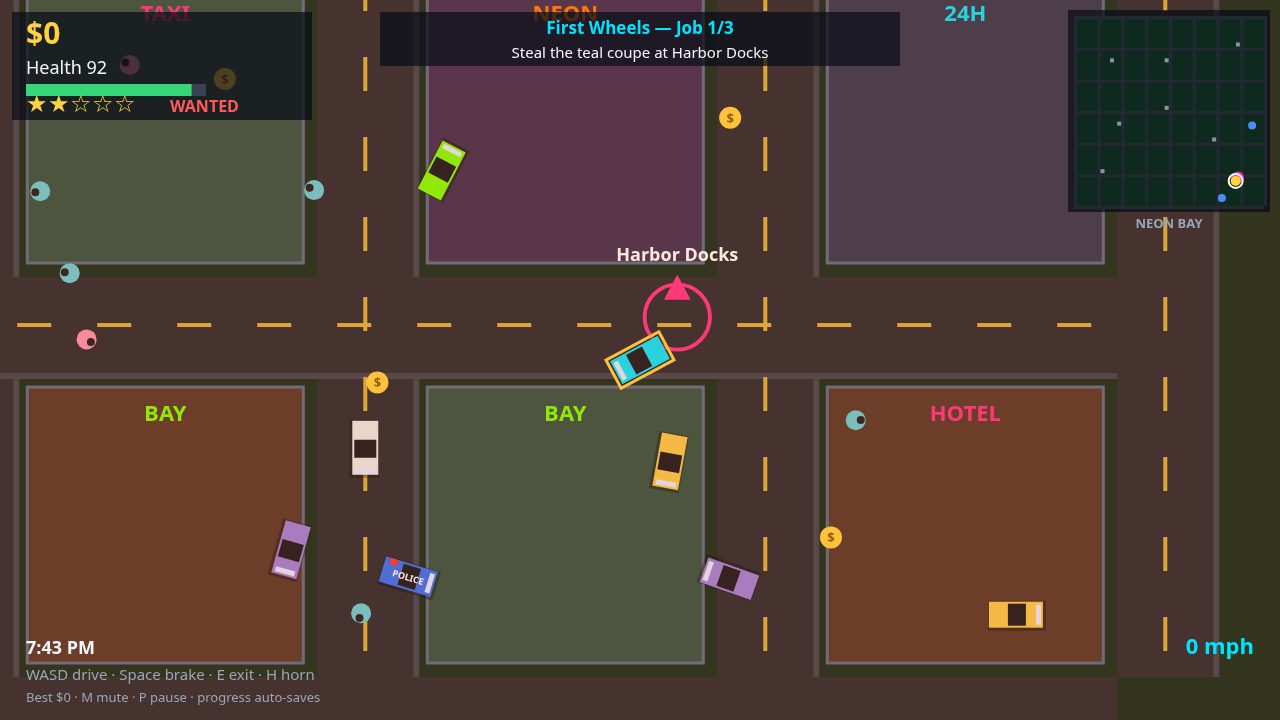 TAXI
NEON
24H
$0
Health 92
★★☆☆☆ WANTED
First Wheels — Job 1/3
Steal the teal coupe at Harbor Docks
$
$
NEON BAY
Harbor Docks
$
BAY
BAY
HOTEL
$
POLICE
7:43 PM
0 mph
WASD drive · Space brake · E exit · H horn
Best $0 · M mute · P pause · progress auto-saves